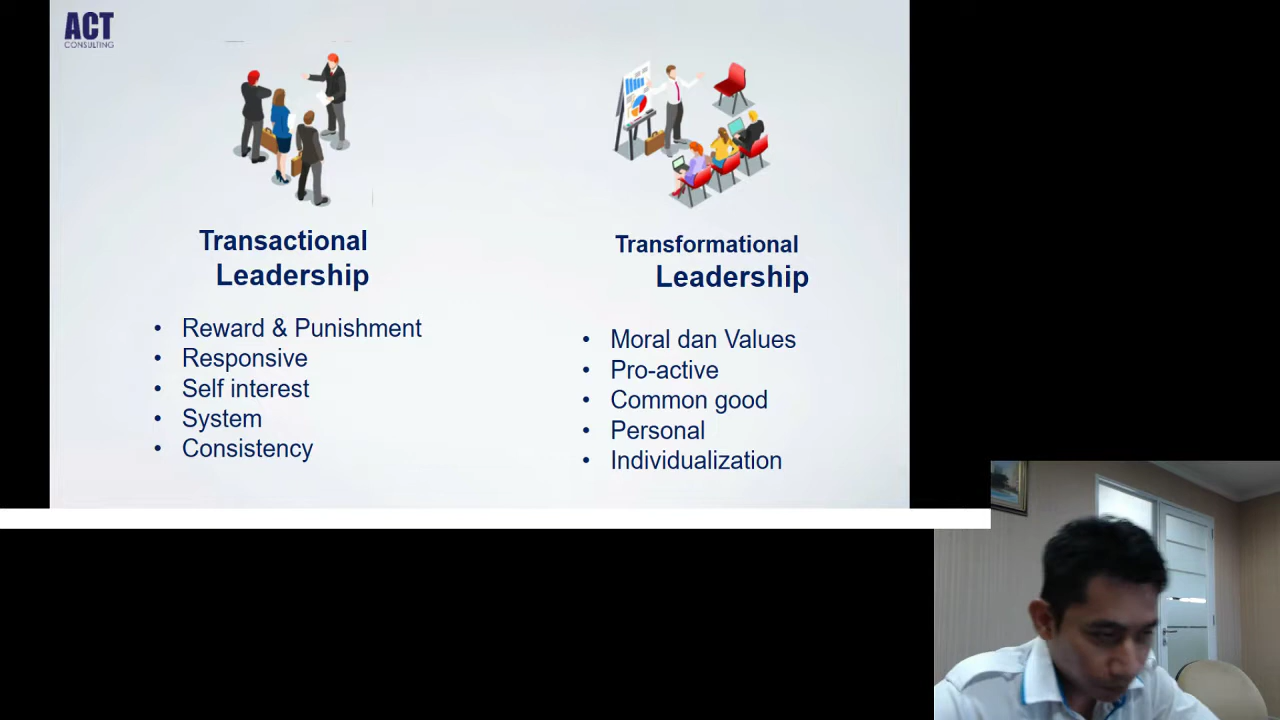 ACT
CONSULTING
Transactional
Leadership
• Reward & Punishment
• Responsive
• Self interest
• System
• Consistency
Transformational
Leadership
• Moral dan Values
• Pro-active
• Common good
• Personal
• Individualization